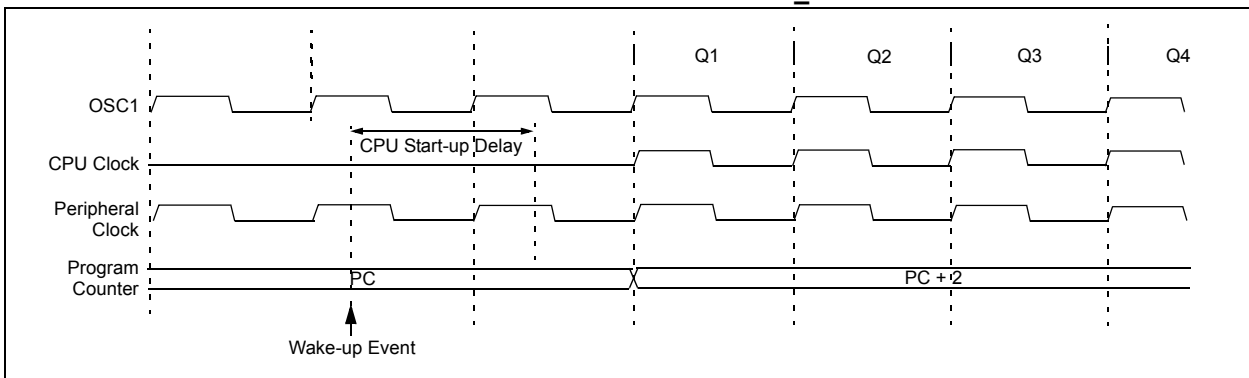 Q1 Q2 Q3 Q4
OSC1
CPU Start-up Delay
CPU Clock
Peripheral
Clock
Program
Counter
PC PC + 2
Wake-up Event